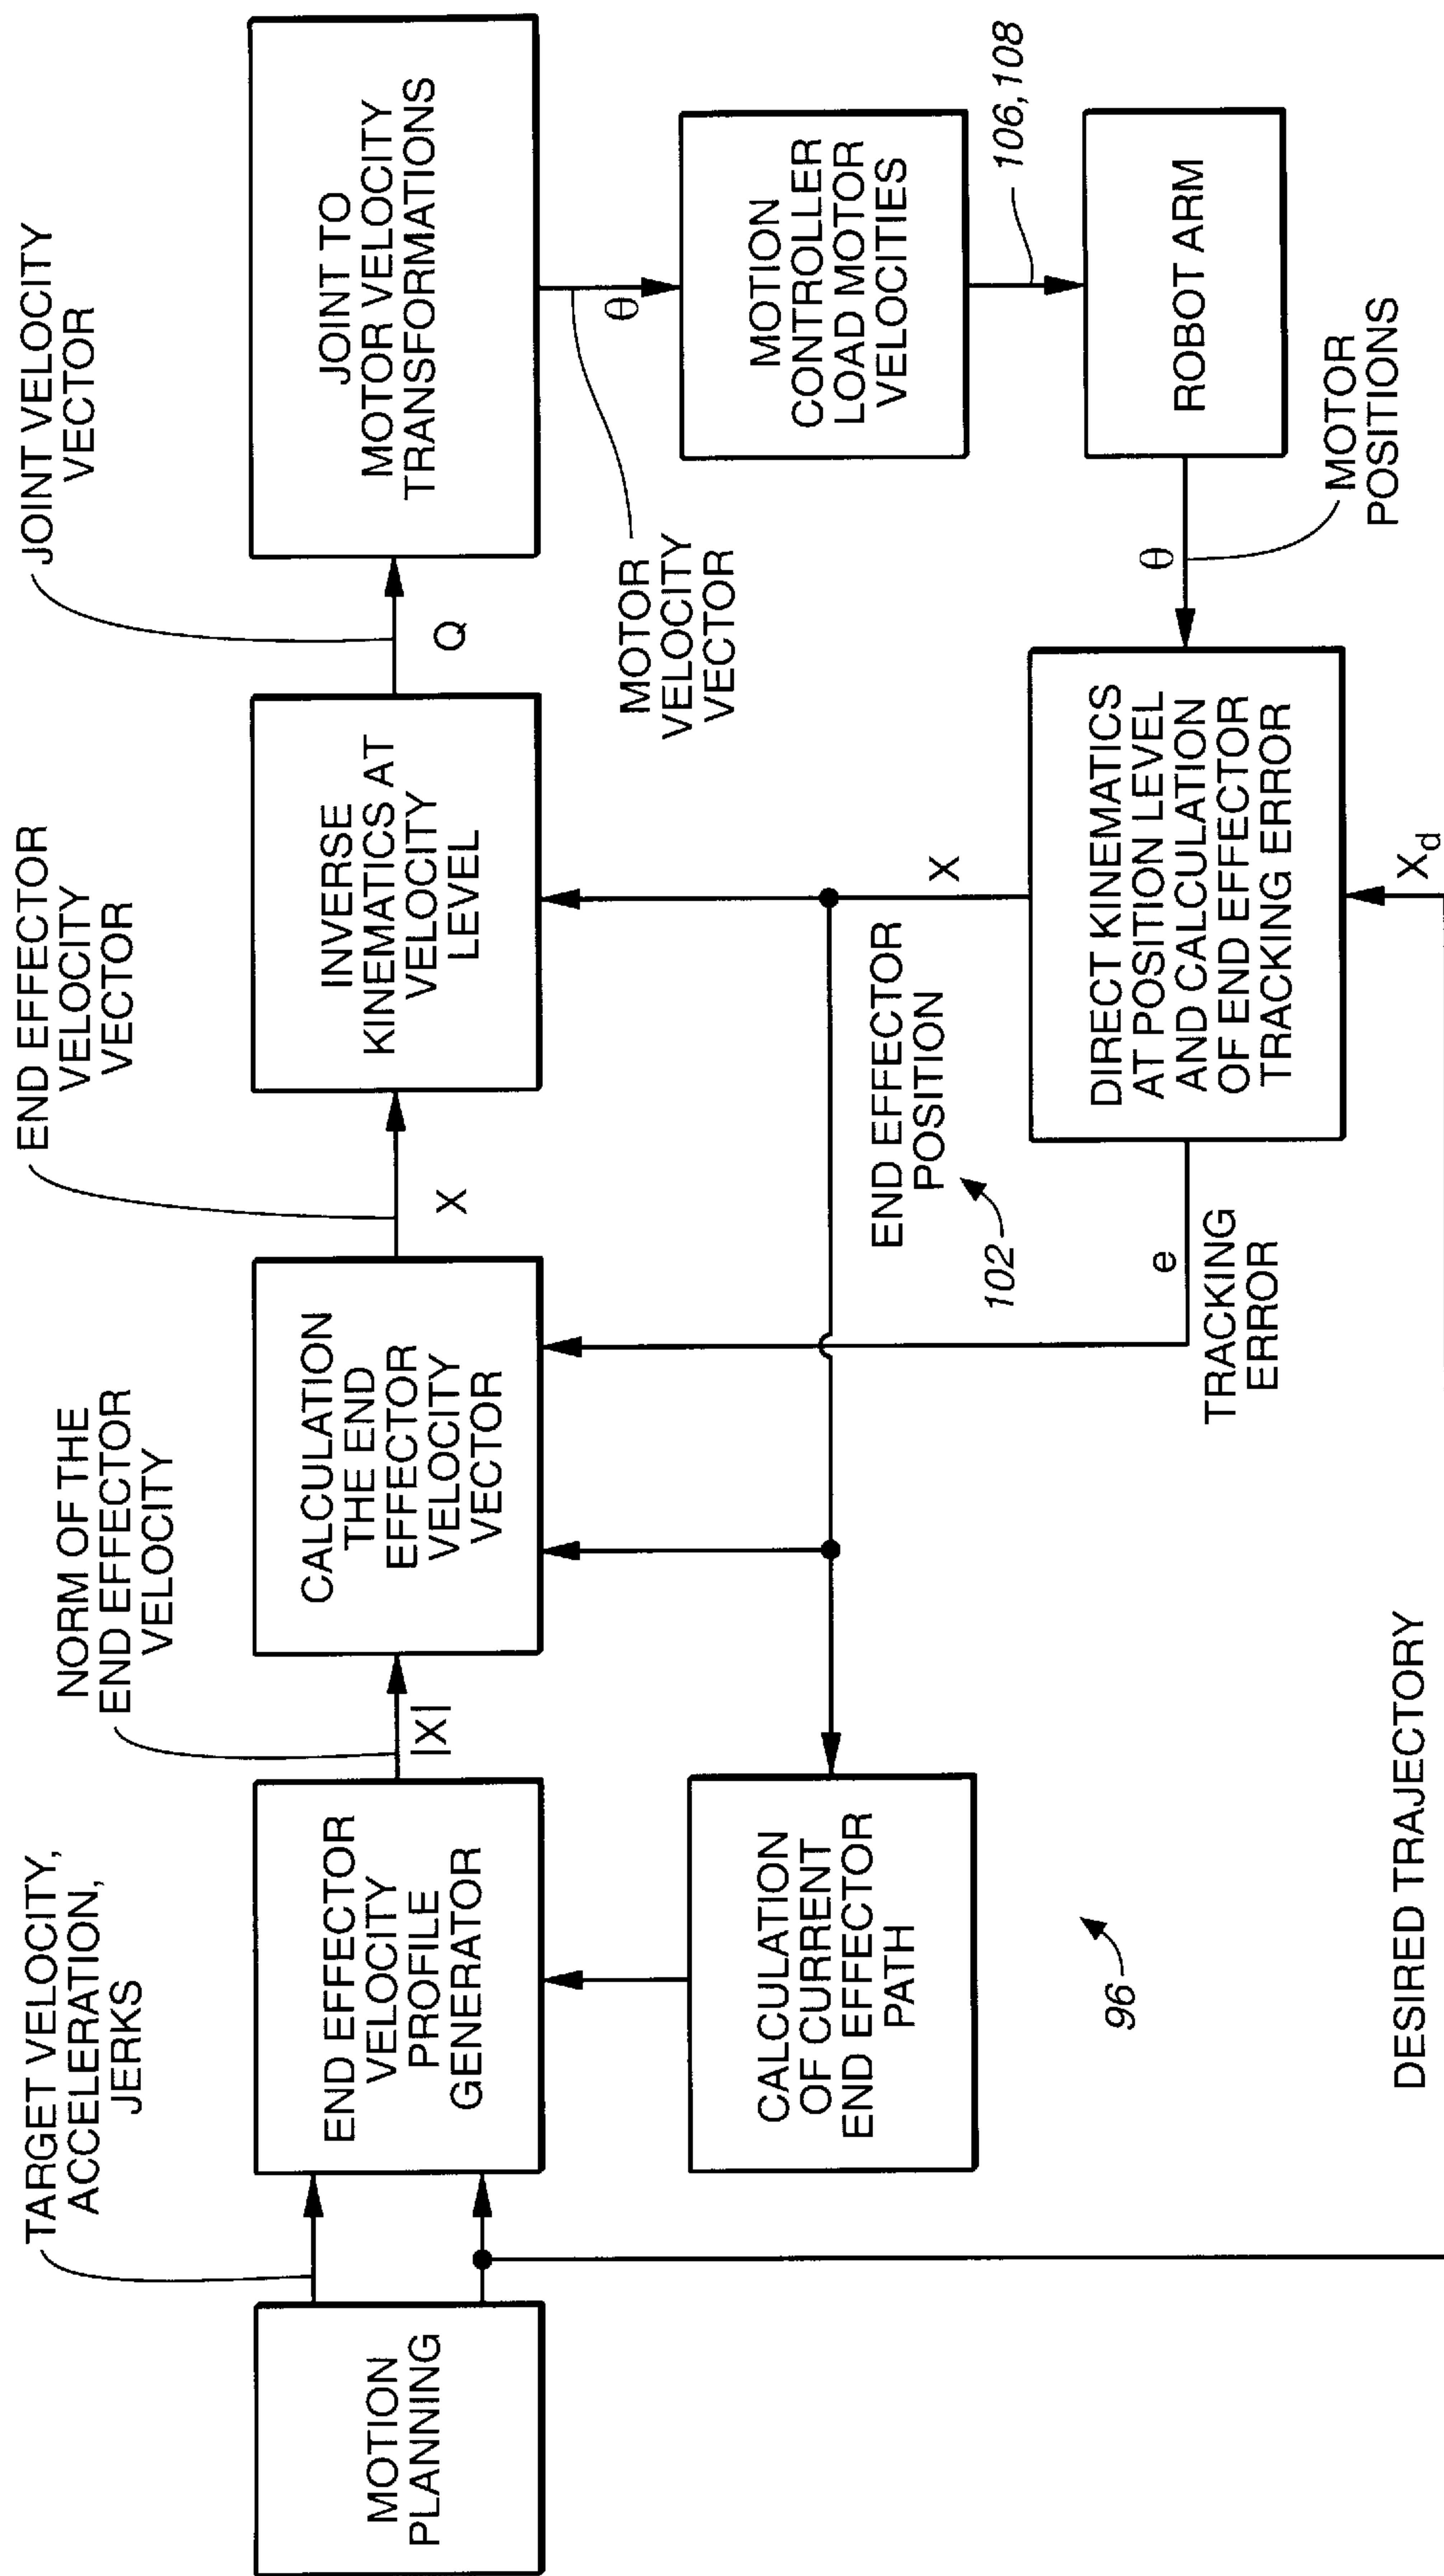 TARGET VELOCITY,
ACCELERATION,
JERKS
NORM OF THE
END EFFECTOR
VELOCITY
END EFFECTOR
VELOCITY
VECTOR
JOINT VELOCITY
VECTOR
MOTION
PLANNING
END EFFECTOR
VELOCITY
PROFILE
GENERATOR
|X|
CALCULATION
THE END
EFFECTOR
VELOCITY
VECTOR
X
INVERSE
KINEMATICS AT
VELOCITY
LEVEL
Q
JOINT TO
MOTOR VELOCITY
TRANSFORMATIONS
MOTOR
VELOCITY
VECTOR
θ
CALCULATION
OF CURRENT
END EFFECTOR
PATH
MOTION
CONTROLLER
LOAD MOTOR
VELOCITIES
END EFFECTOR
POSITION
X
102
106,108
96
e
TRACKING
ERROR
DIRECT KINEMATICS
AT POSITION LEVEL
AND CALCULATION
OF END EFFECTOR
TRACKING ERROR
θ
ROBOT ARM
MOTOR
POSITIONS
DESIRED TRAJECTORY
Xd